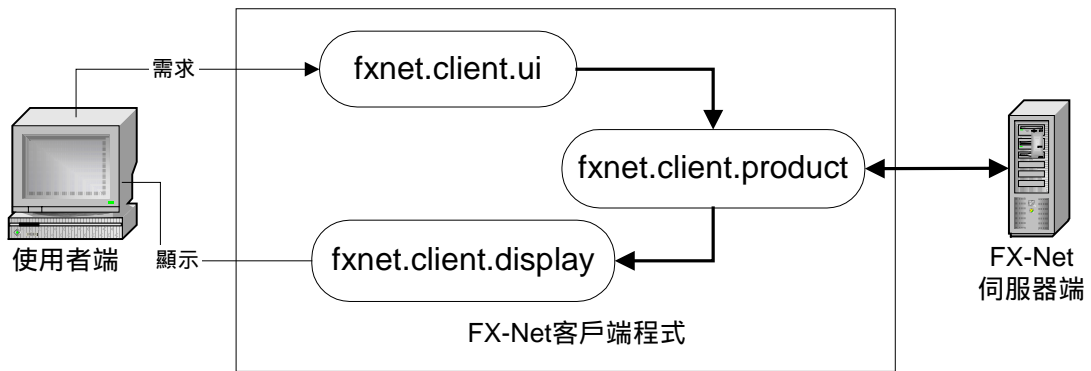 需求
fxnet.client.ui
fxnet.client.product
使用者端
顯示
fxnet.client.display
FX-Net
伺服器端
FX-Net客戶端程式